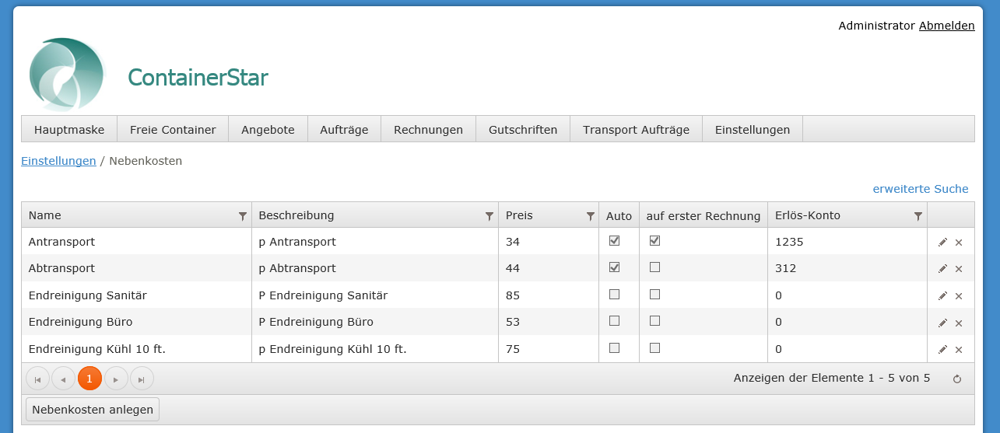 Administrator Abmelden
ContainerStar
Hauptmaske Freie Container Angebote Aufträge Rechnungen Gutschriften Transport Aufträge Einstellungen
Einstellungen / Nebenkosten
erweiterte Suche
Name Beschreibung Preis Auto auf erster Rechnung Erlös-Konto
Antransport p Antransport 34 1235
Abtransport p Abtransport 44 312
Endreinigung Sanitär P Endreinigung Sanitär 85 0
Endreinigung Büro P Endreinigung Büro 53 0
Endreinigung Kühl 10 ft. p Endreinigung Kühl 10 ft. 75 0
1 Anzeigen der Elemente 1 - 5 von 5
Nebenkosten anlegen